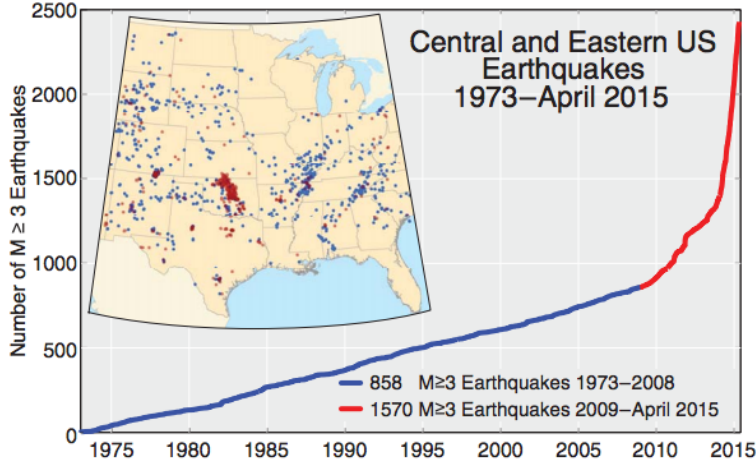 Central and Eastern US
Earthquakes
1973–April 2015
Number of M ≥ 3 Earthquakes
2500
2000
1500
1000
500
0
858 M≥3 Earthquakes 1973–2008
1570 M≥3 Earthquakes 2009–April 2015
1975 1980 1985 1990 1995 2000 2005 2010 2015